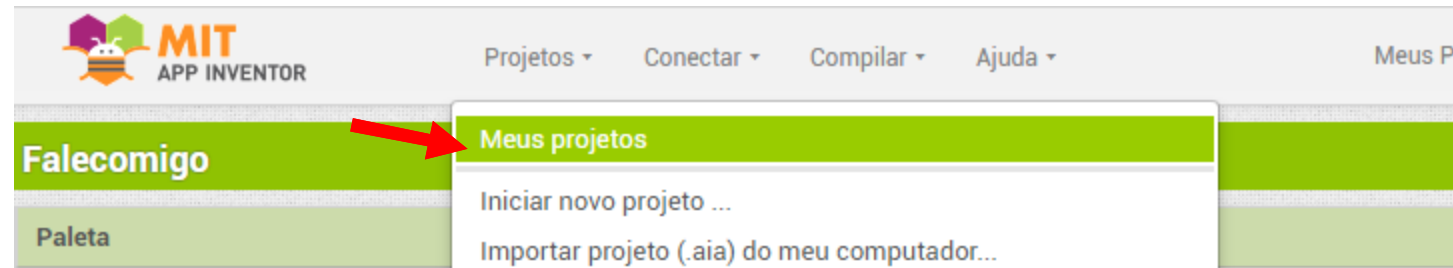 MIT
APP INVENTOR
Projetos
Conectar
Compilar
Ajuda
Meus P
Falecomigo
Meus projetos
Iniciar novo projeto ...
Paleta
Importar projeto (.aia) do meu computador...